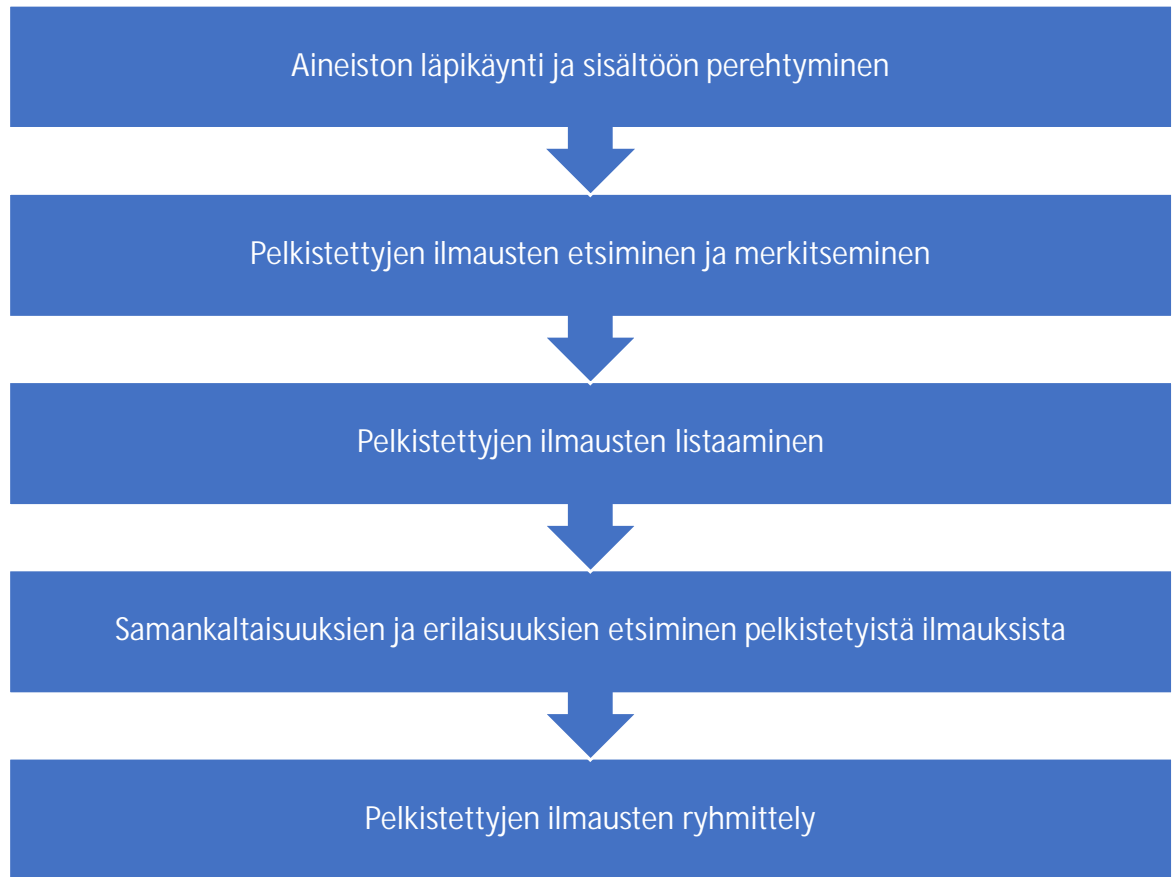 Aineiston läpikäynti ja sisältöön perehtyminen
Pelkistettyjen ilmausten etsiminen ja merkitseminen
Pelkistettyjen ilmausten listaaminen
Samankaltaisuuksien ja erilaisuuksien etsiminen pelkistetyistä ilmauksista
Pelkistettyjen ilmausten ryhmittely